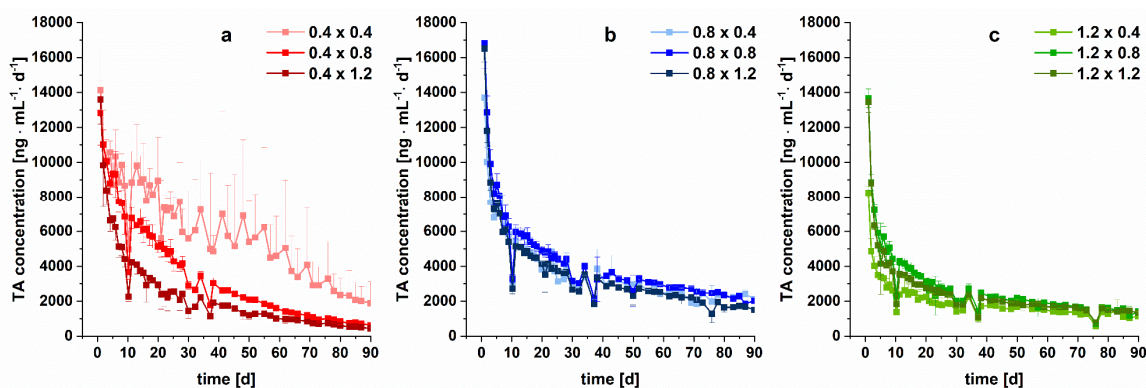 a
0.4 x 0.4
0.4 x 0.8
0.4 x 1.2
TA concentration [ng · mL⁻¹· d⁻¹]
18000
16000
14000
12000
10000
8000
6000
4000
2000
0
0 10 20 30 40 50 60 70 80 90
time [d]
b
0.8 x 0.4
0.8 x 0.8
0.8 x 1.2
TA concentration [ng · mL⁻¹· d⁻¹]
18000
16000
14000
12000
10000
8000
6000
4000
2000
0
0 10 20 30 40 50 60 70 80 90
time [d]
c
1.2 x 0.4
1.2 x 0.8
1.2 x 1.2
TA concentration [ng · mL⁻¹· d⁻¹]
18000
16000
14000
12000
10000
8000
6000
4000
2000
0
0 10 20 30 40 50 60 70 80 90
time [d]